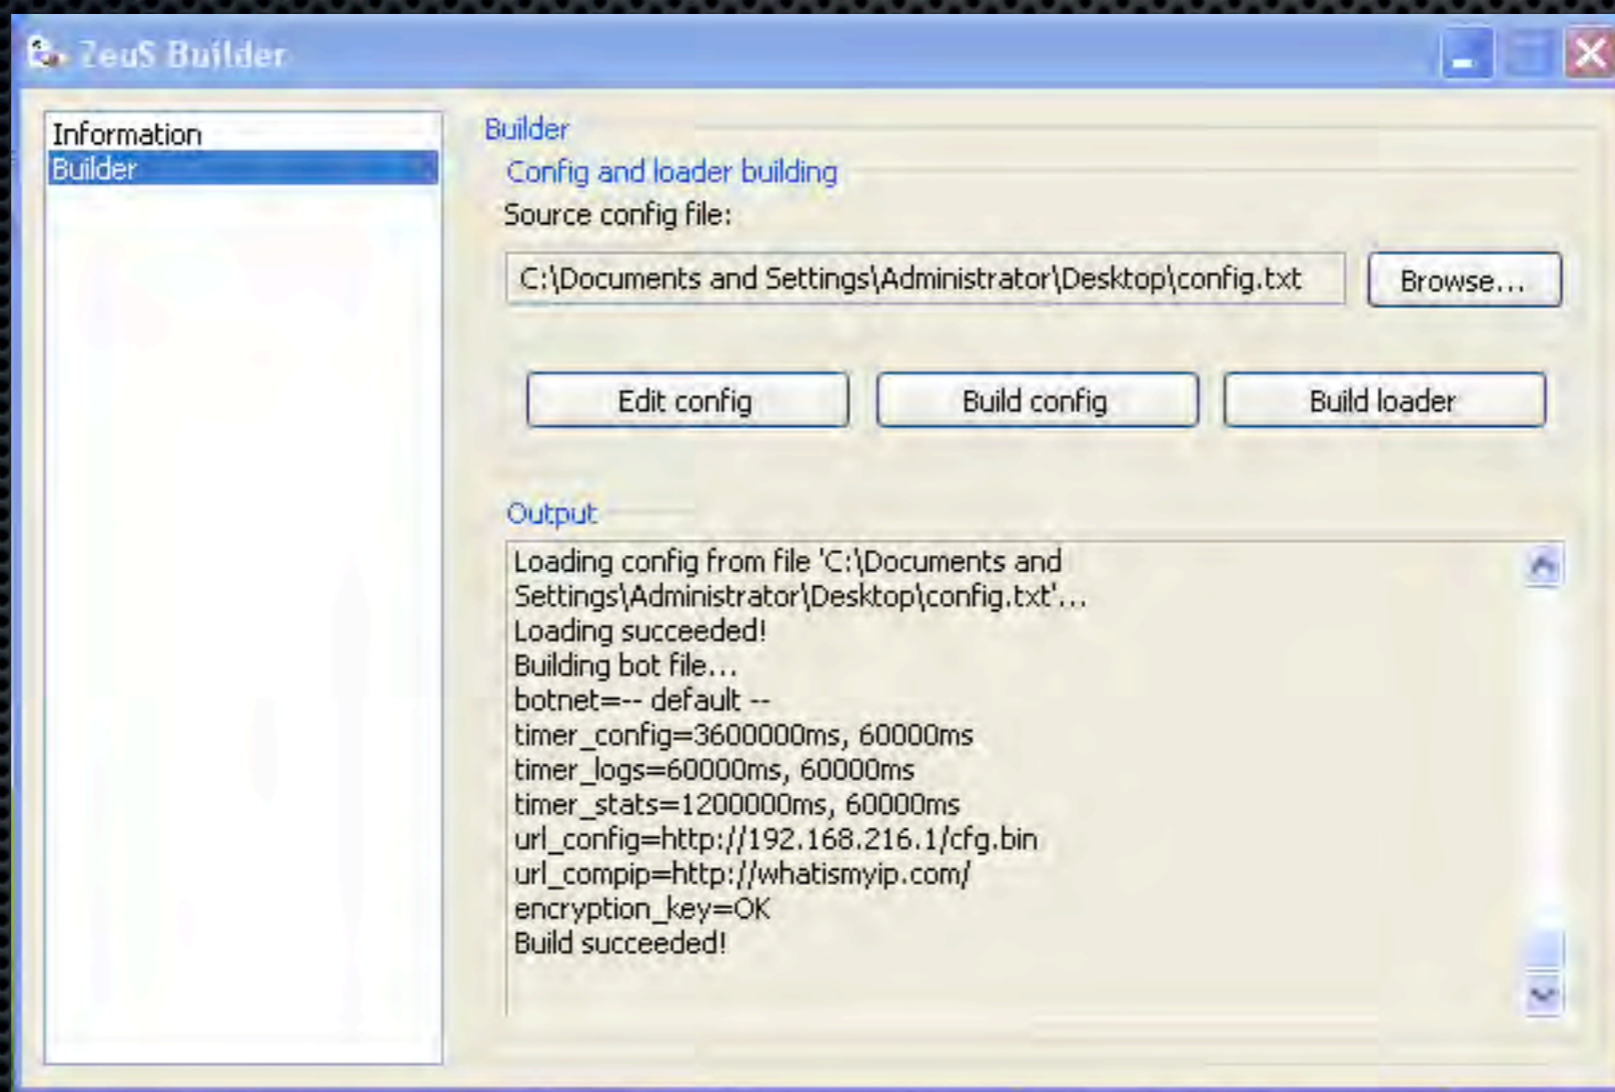 ZeuS Builder
Information
Builder
Builder
Config and loader building
Source config file:
C:\Documents and Settings\Administrator\Desktop\config.txt
Browse...
Edit config
Build config
Build loader
Output
Loading config from file 'C:\Documents and
Settings\Administrator\Desktop\config.txt'...
Loading succeeded!
Building bot file...
botnet=-- default --
timer_config=3600000ms, 60000ms
timer_logs=60000ms, 60000ms
timer_stats=1200000ms, 60000ms
url_config=http://192.168.216.1/cfg.bin
url_compip=http://whatismyip.com/
encryption_key=OK
Build succeeded!